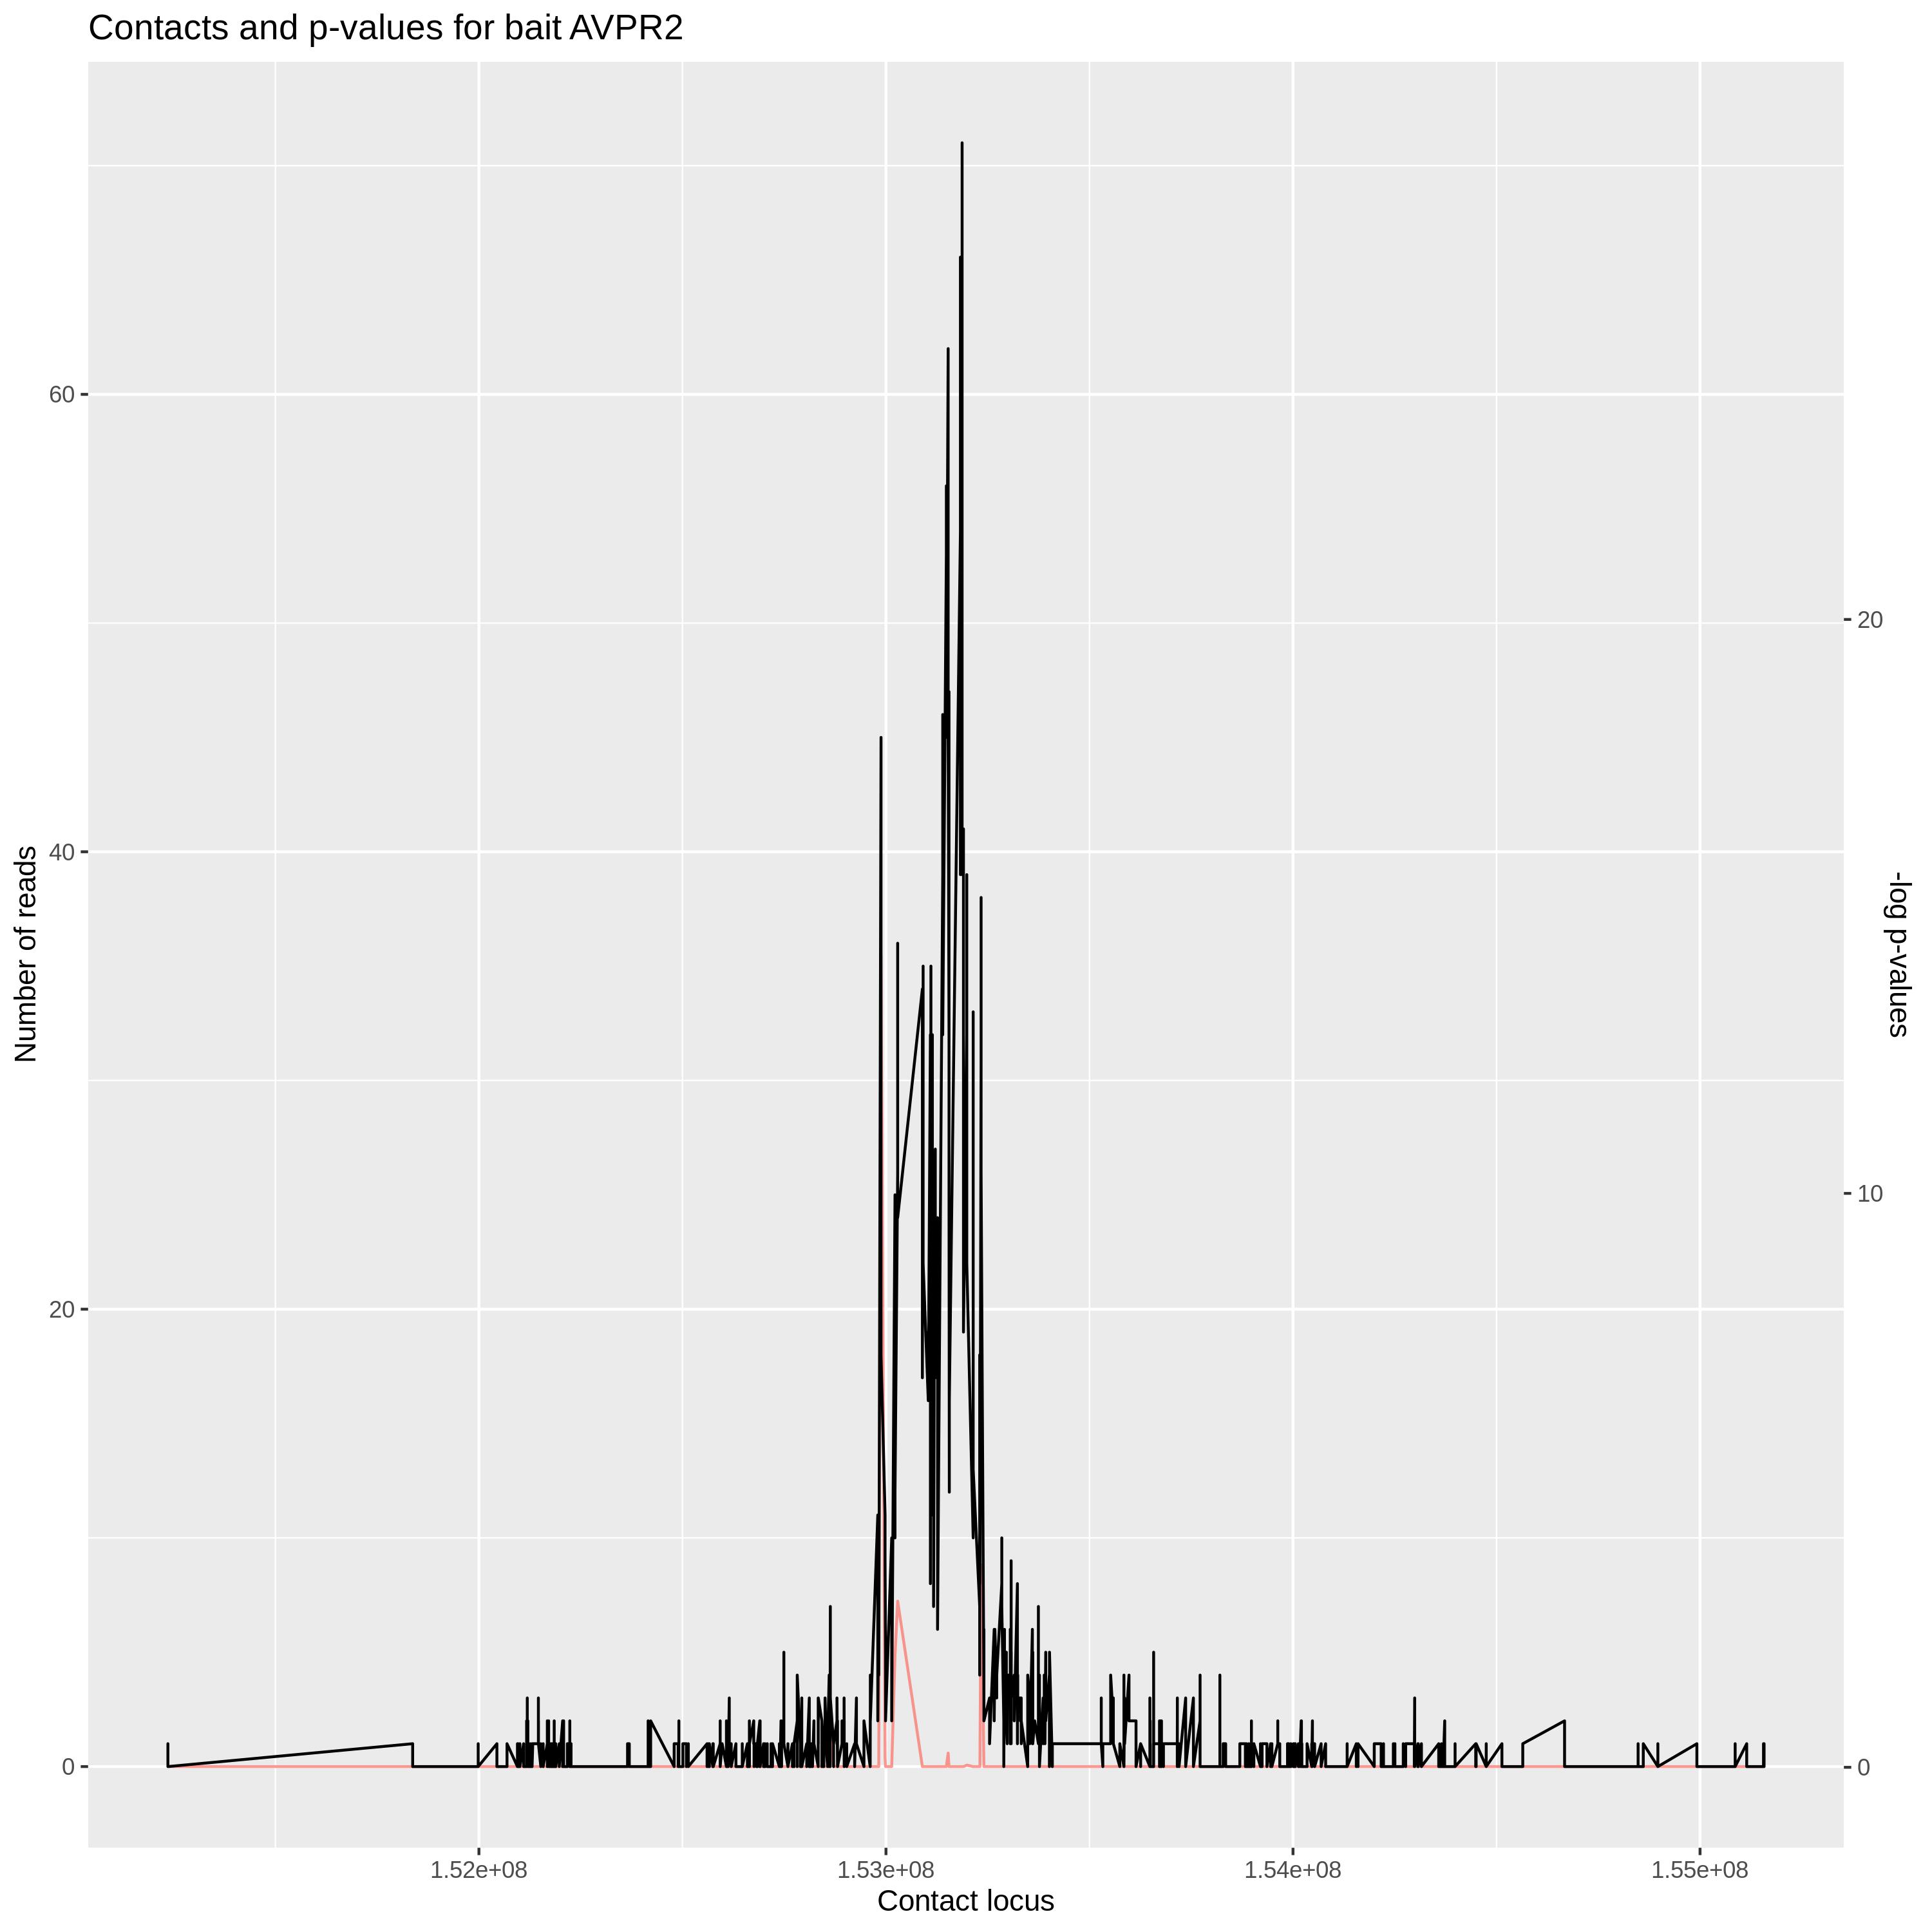 Contacts and p-values for bait AVPR2
Number of reads
60
40
20
0
-log p-values
20
10
0
1.52e+08
1.53e+08
1.54e+08
1.55e+08
Contact locus